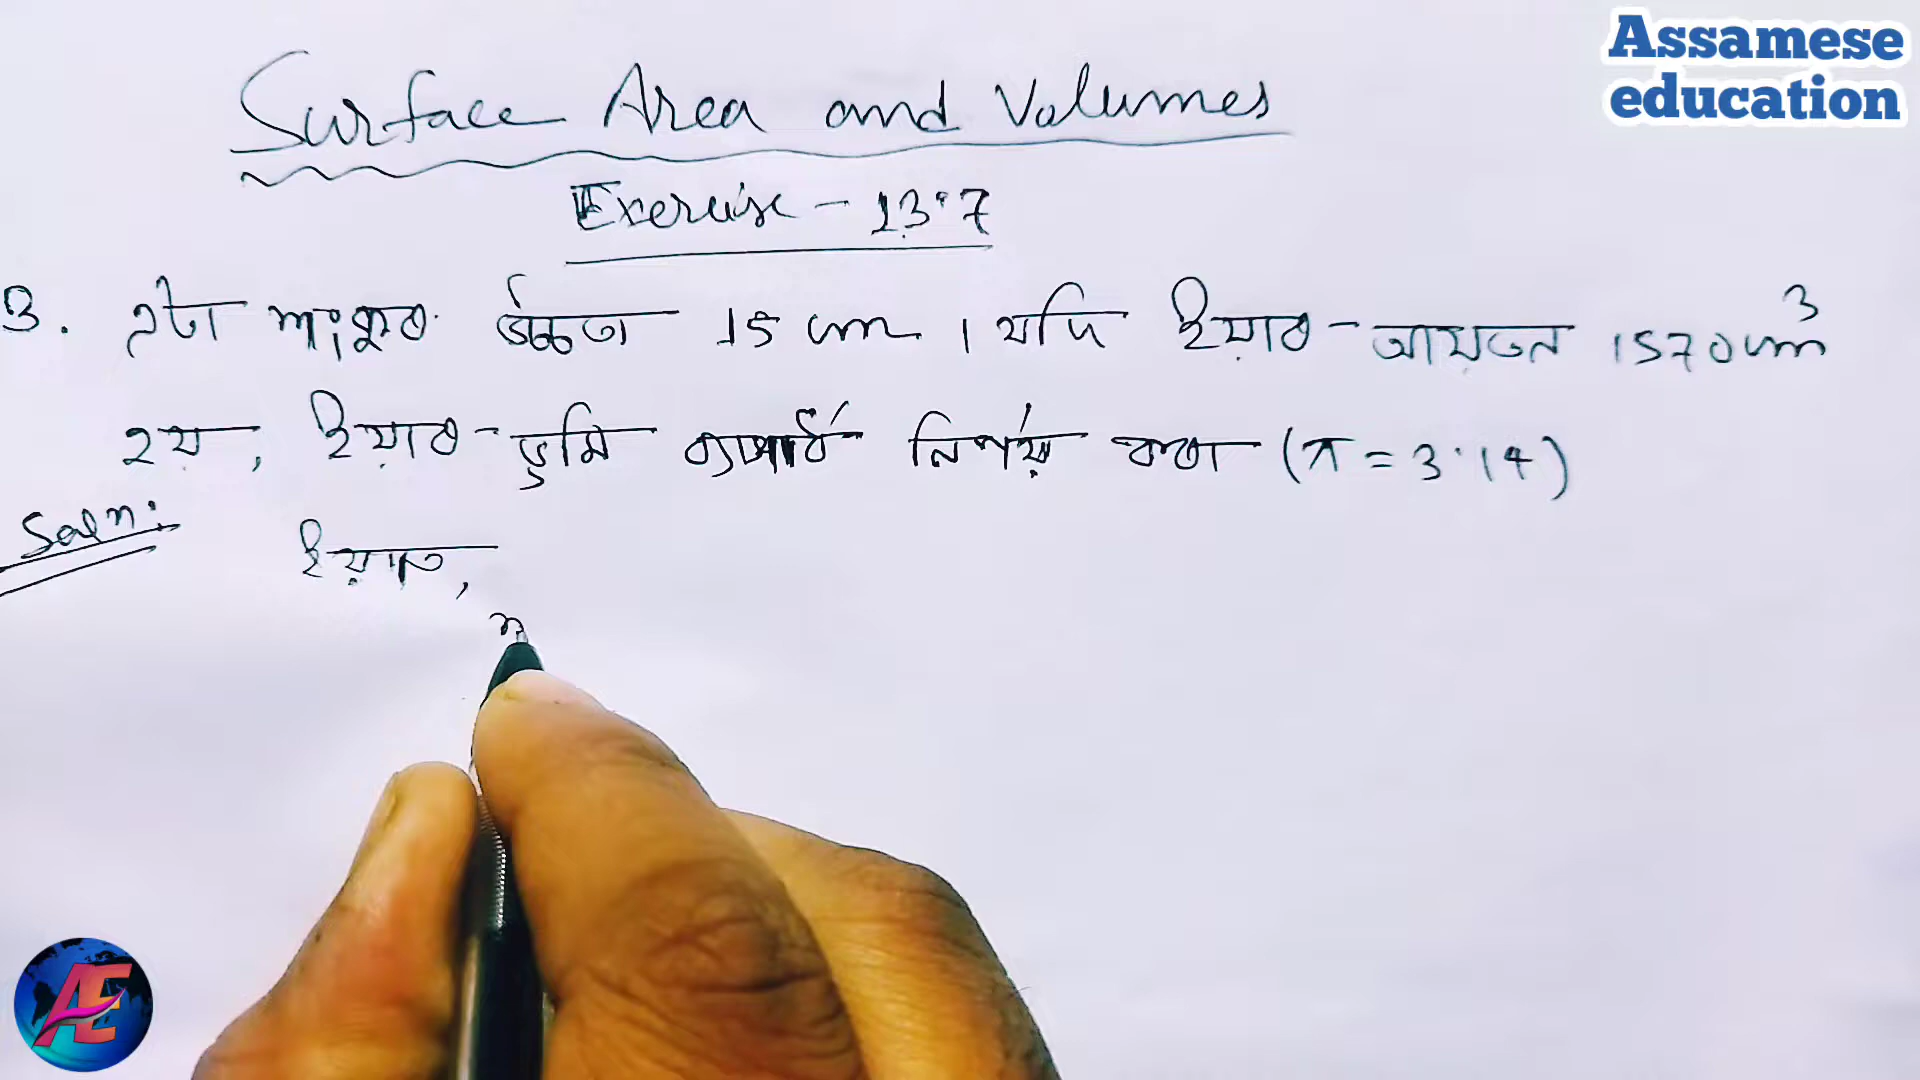 Assamese
education
Surface Area and Volumes
Exercise - 13.7
3. এটা শংকুৰ উচ্চতা 15 cm । যদি ইয়াৰ আয়তন 1570 cm³
হয়, ইয়াৰ ভূমি ব্যাসাৰ্ধ নিৰ্ণয় কৰা (π = 3.14)
Soln:
ইয়াত,
AE